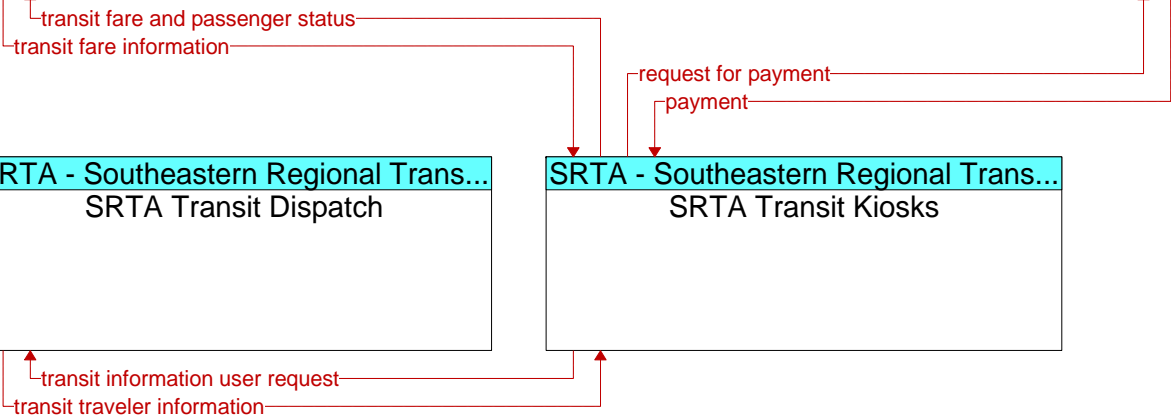 transit fare and passenger status
transit fare information
request for payment
payment
RTA - Southeastern Regional Trans...
SRTA Transit Dispatch
SRTA - Southeastern Regional Trans...
SRTA Transit Kiosks
transit information user request
transit traveler information